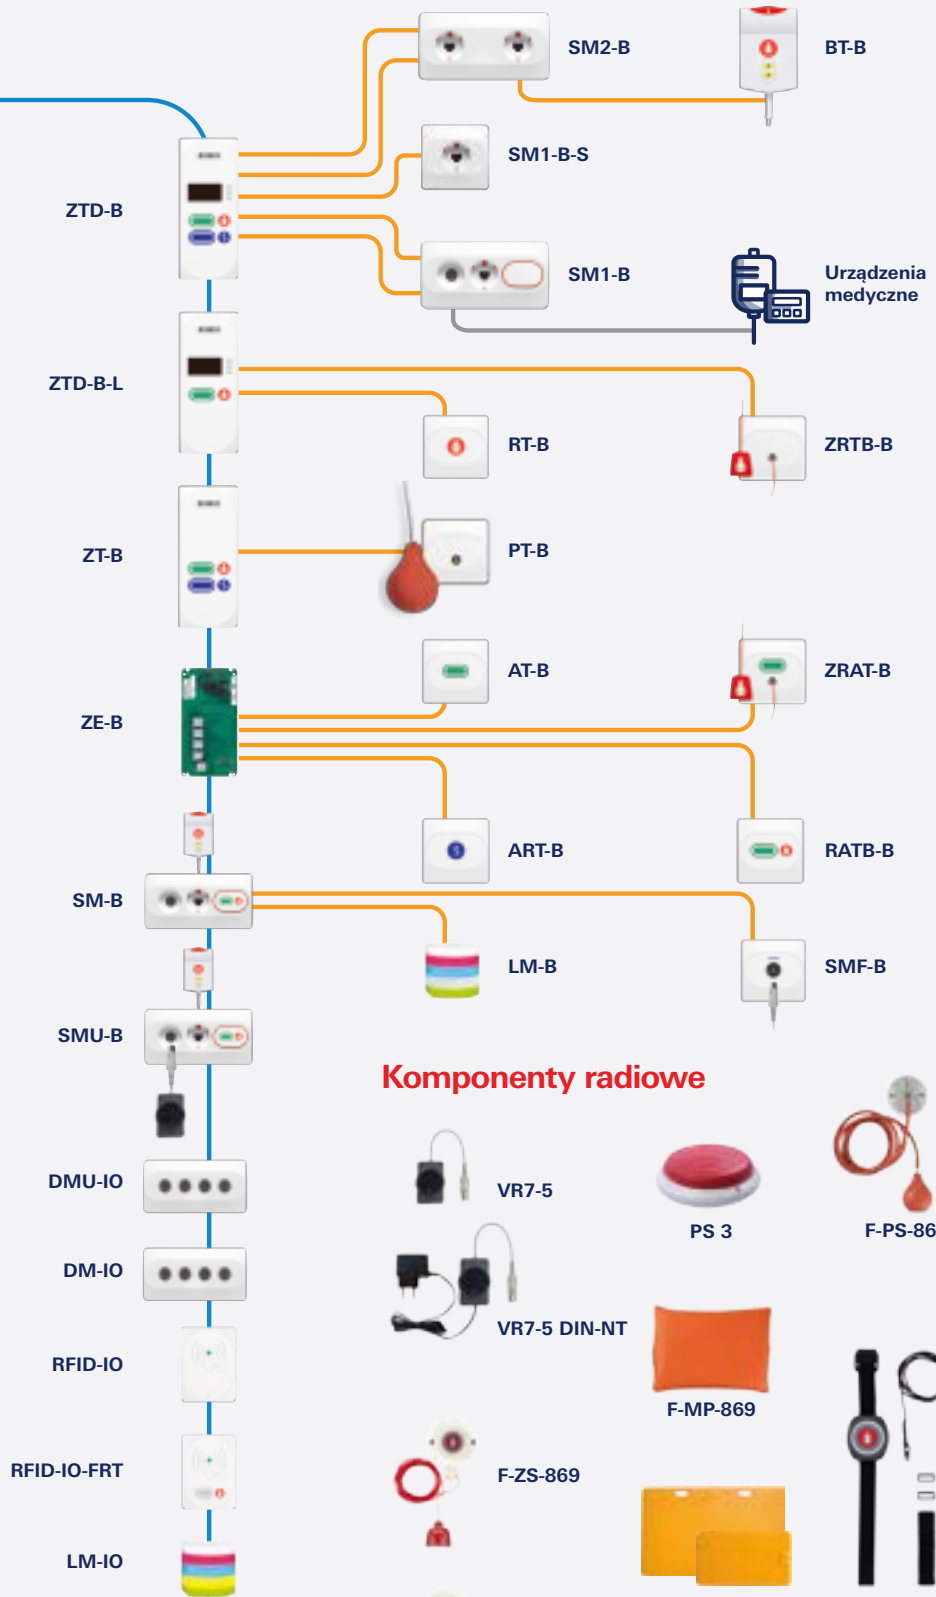 SM2-B
BT-B
SM1-B-S
ZTD-B
SM1-B
Urządzenia
medyczne
ZTD-B-L
RT-B
ZRTB-B
ZT-B
PT-B
AT-B
ZRAT-B
ZE-B
ART-B
RATB-B
SM-B
LM-B
SMF-B
SMU-B
Komponenty radiowe
DMU-IO
VR7-5
PS 3
F-PS-86
DM-IO
VR7-5 DIN-NT
RFID-IO
F-MP-869
RFID-IO-FRT
F-ZS-869
LM-IO